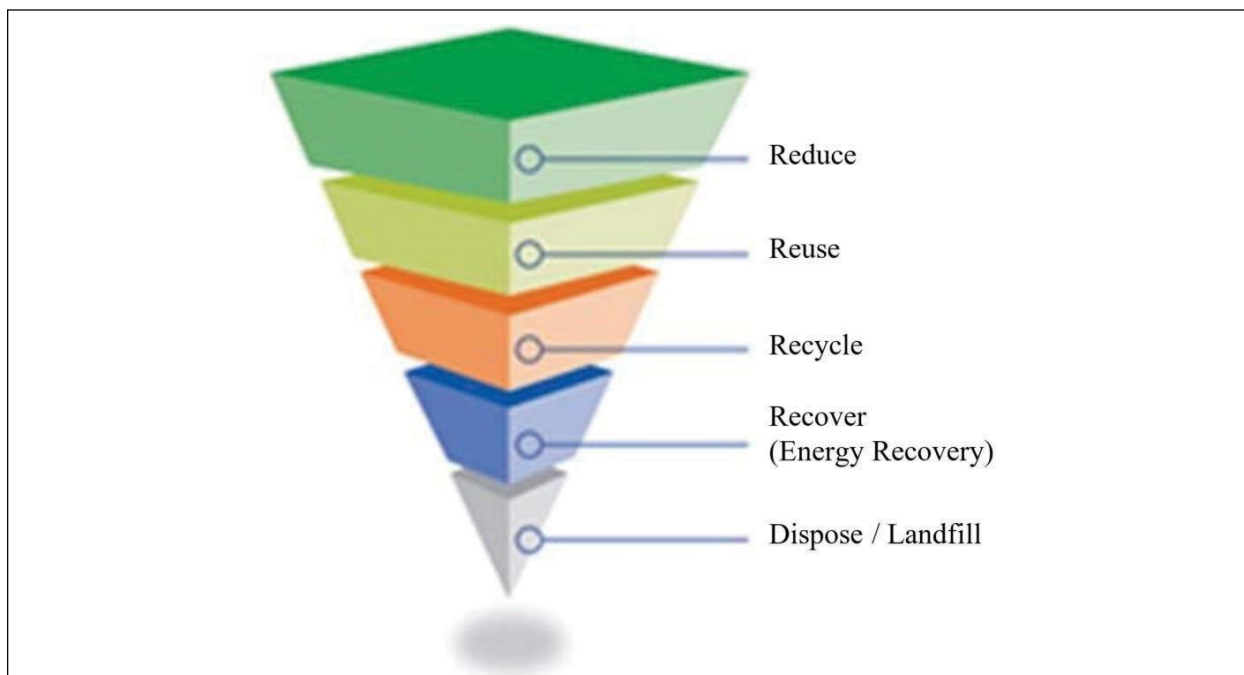 Reduce
Reuse
Recycle
Recover
(Energy Recovery)
Dispose / Landfill